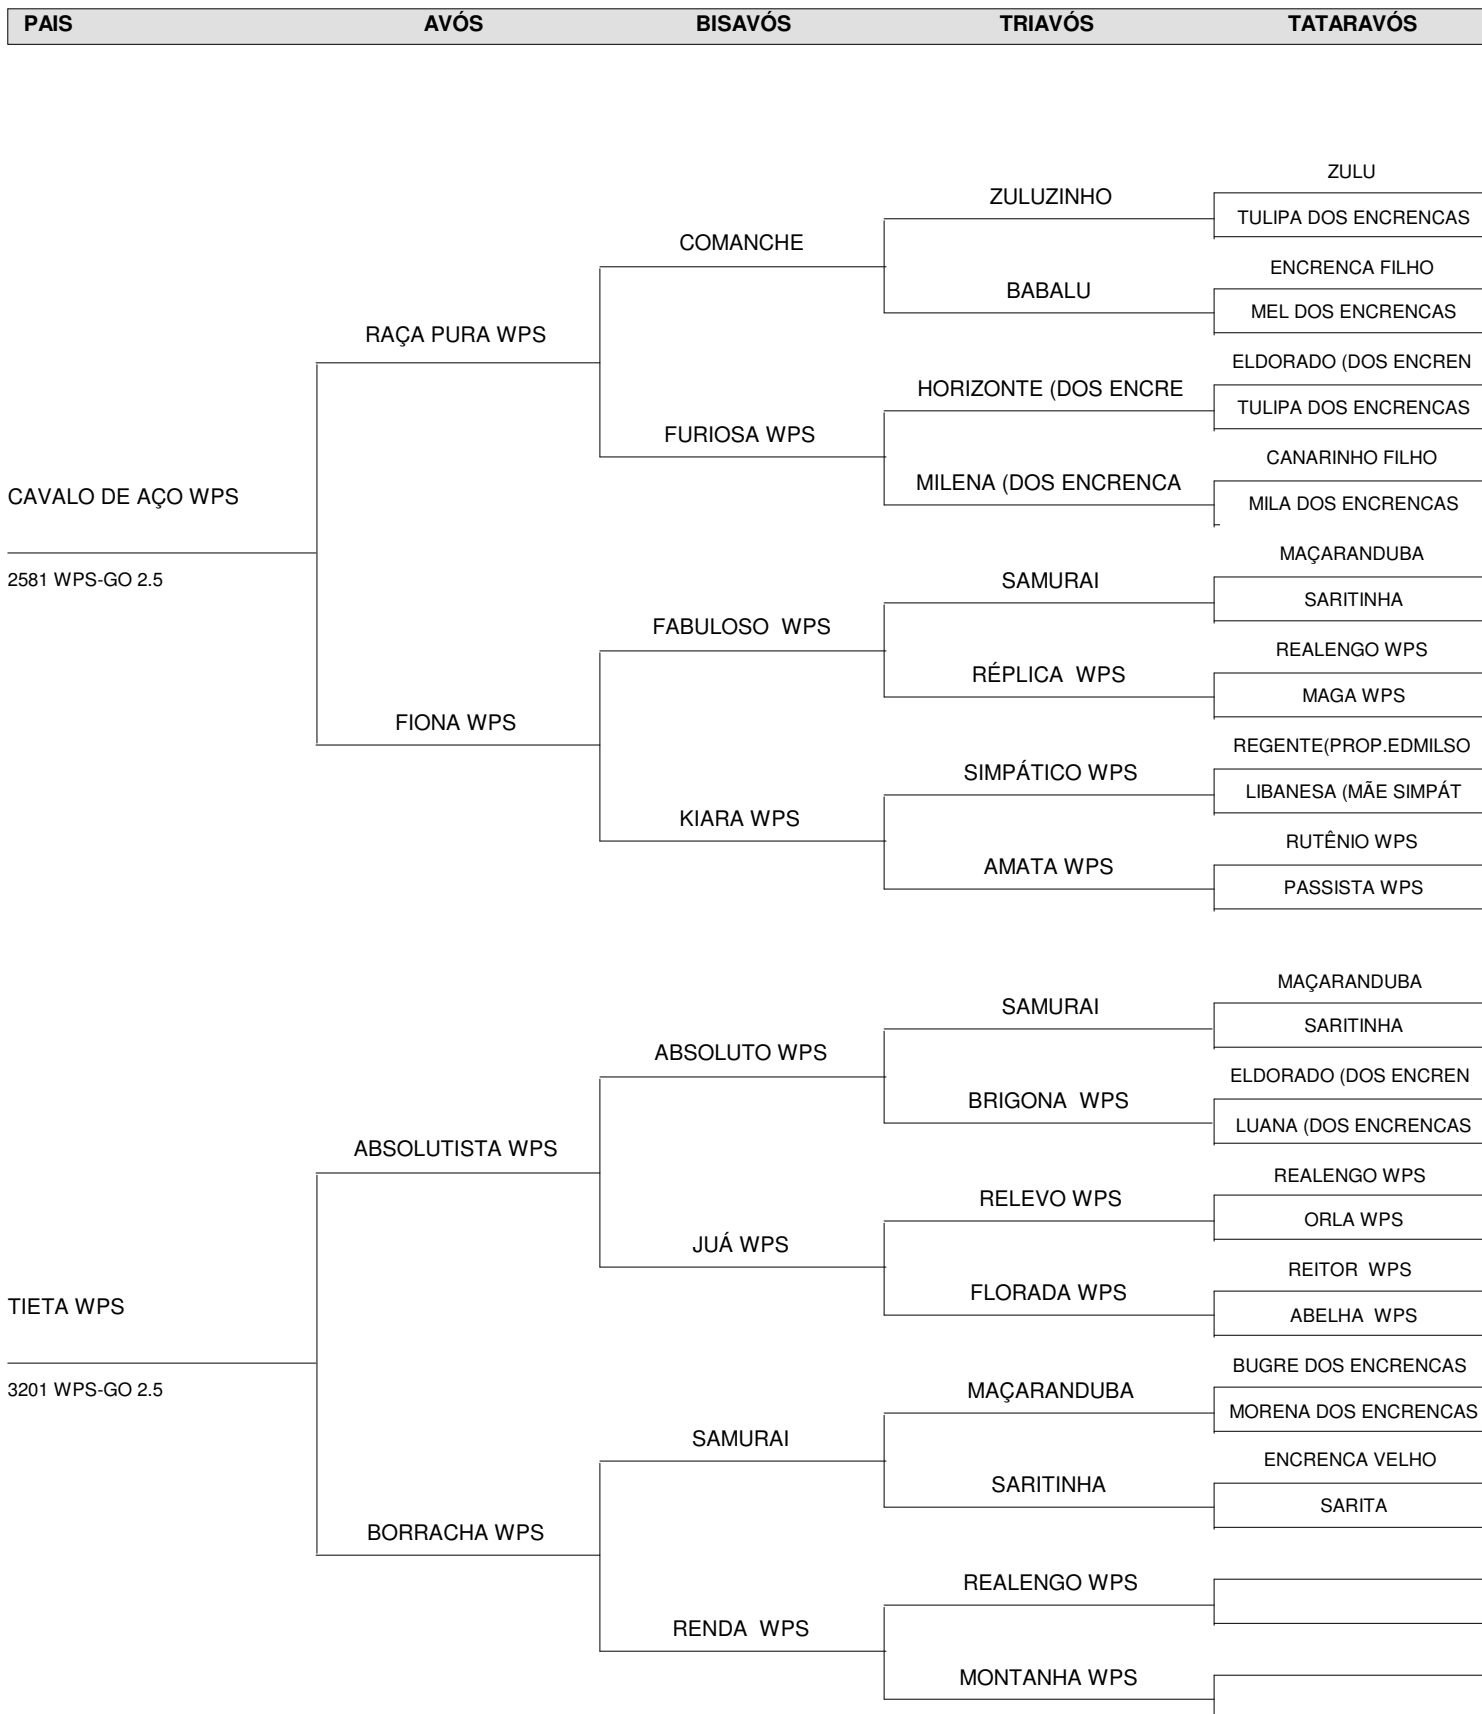 PAIS AVÓS BISAVÓS TRIAVÓS TATARAVÓS
ZULU
ZULUZINHO
TULIPA DOS ENCRENCAS
COMANCHE
ENCRENCA FILHO
BABALU
MEL DOS ENCRENCAS
RAÇA PURA WPS
ELDORADO (DOS ENCREN
HORIZONTE (DOS ENCRE
TULIPA DOS ENCRENCAS
FURIOSA WPS
CANARINHO FILHO
MILENA (DOS ENCRENCA
CAVALO DE AÇO WPS
MILA DOS ENCRENCAS
MAÇARANDUBA
2581 WPS-GO 2.5
SAMURAI
SARITINHA
FABULOSO  WPS
REALENGO WPS
RÉPLICA  WPS
MAGA WPS
FIONA WPS
REGENTE(PROP.EDMILSO
SIMPÁTICO WPS
LIBANESA (MÃE SIMPÁT
KIARA WPS
RUTÊNIO WPS
AMATA WPS
PASSISTA WPS
MAÇARANDUBA
SAMURAI
SARITINHA
ABSOLUTO WPS
ELDORADO (DOS ENCREN
BRIGONA  WPS
LUANA (DOS ENCRENCAS
ABSOLUTISTA WPS
REALENGO WPS
RELEVO WPS
ORLA WPS
JUÁ WPS
REITOR  WPS
FLORADA WPS
TIETA WPS
ABELHA  WPS
BUGRE DOS ENCRENCAS
3201 WPS-GO 2.5
MAÇARANDUBA
MORENA DOS ENCRENCAS
SAMURAI
ENCRENCA VELHO
SARITINHA
SARITA
BORRACHA WPS
REALENGO WPS
RENDA  WPS
MONTANHA WPS